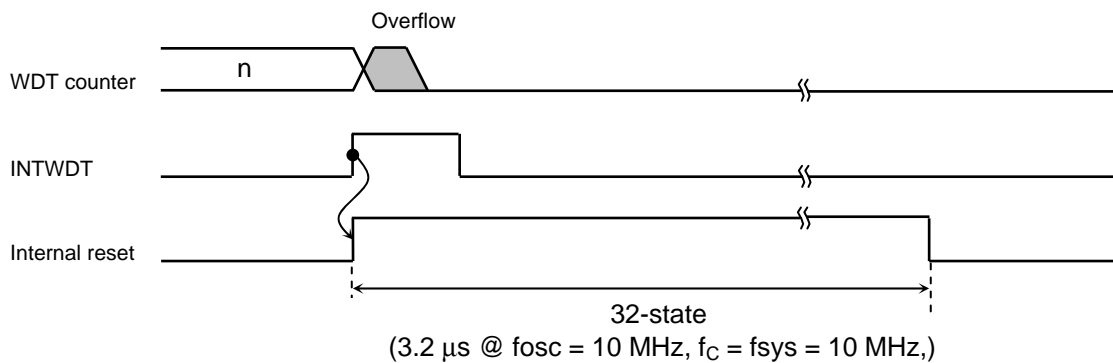 Overflow
WDT counter
n
INTWDT
Internal reset
32-state
(3.2 μs @ fosc = 10 MHz, fC = fsys = 10 MHz,)